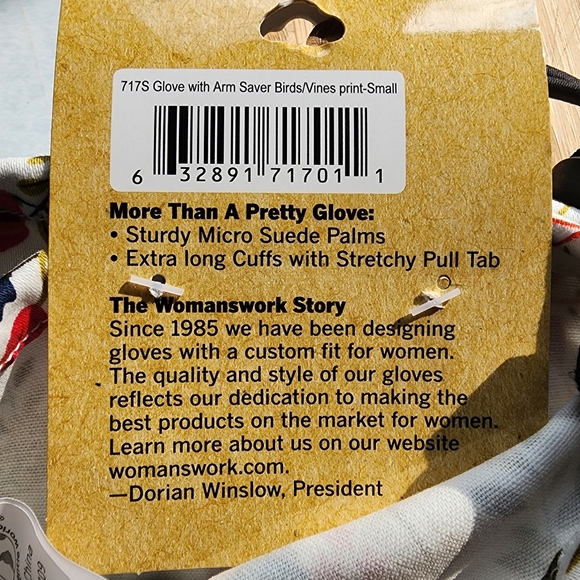 717S Glove with Arm Saver Birds/Vines print-Small
6 32891 71701 1
More Than A Pretty Glove:
• Sturdy Micro Suede Palms
• Extra long Cuffs with Stretchy Pull Tab
The Womanswork Story
Since 1985 we have been designing
gloves with a custom fit for women.
The quality and style of our gloves
reflects our dedication to making the
best products on the market for women.
Learn more about us on our website
womanswork.com.
—Dorian Winslow, President